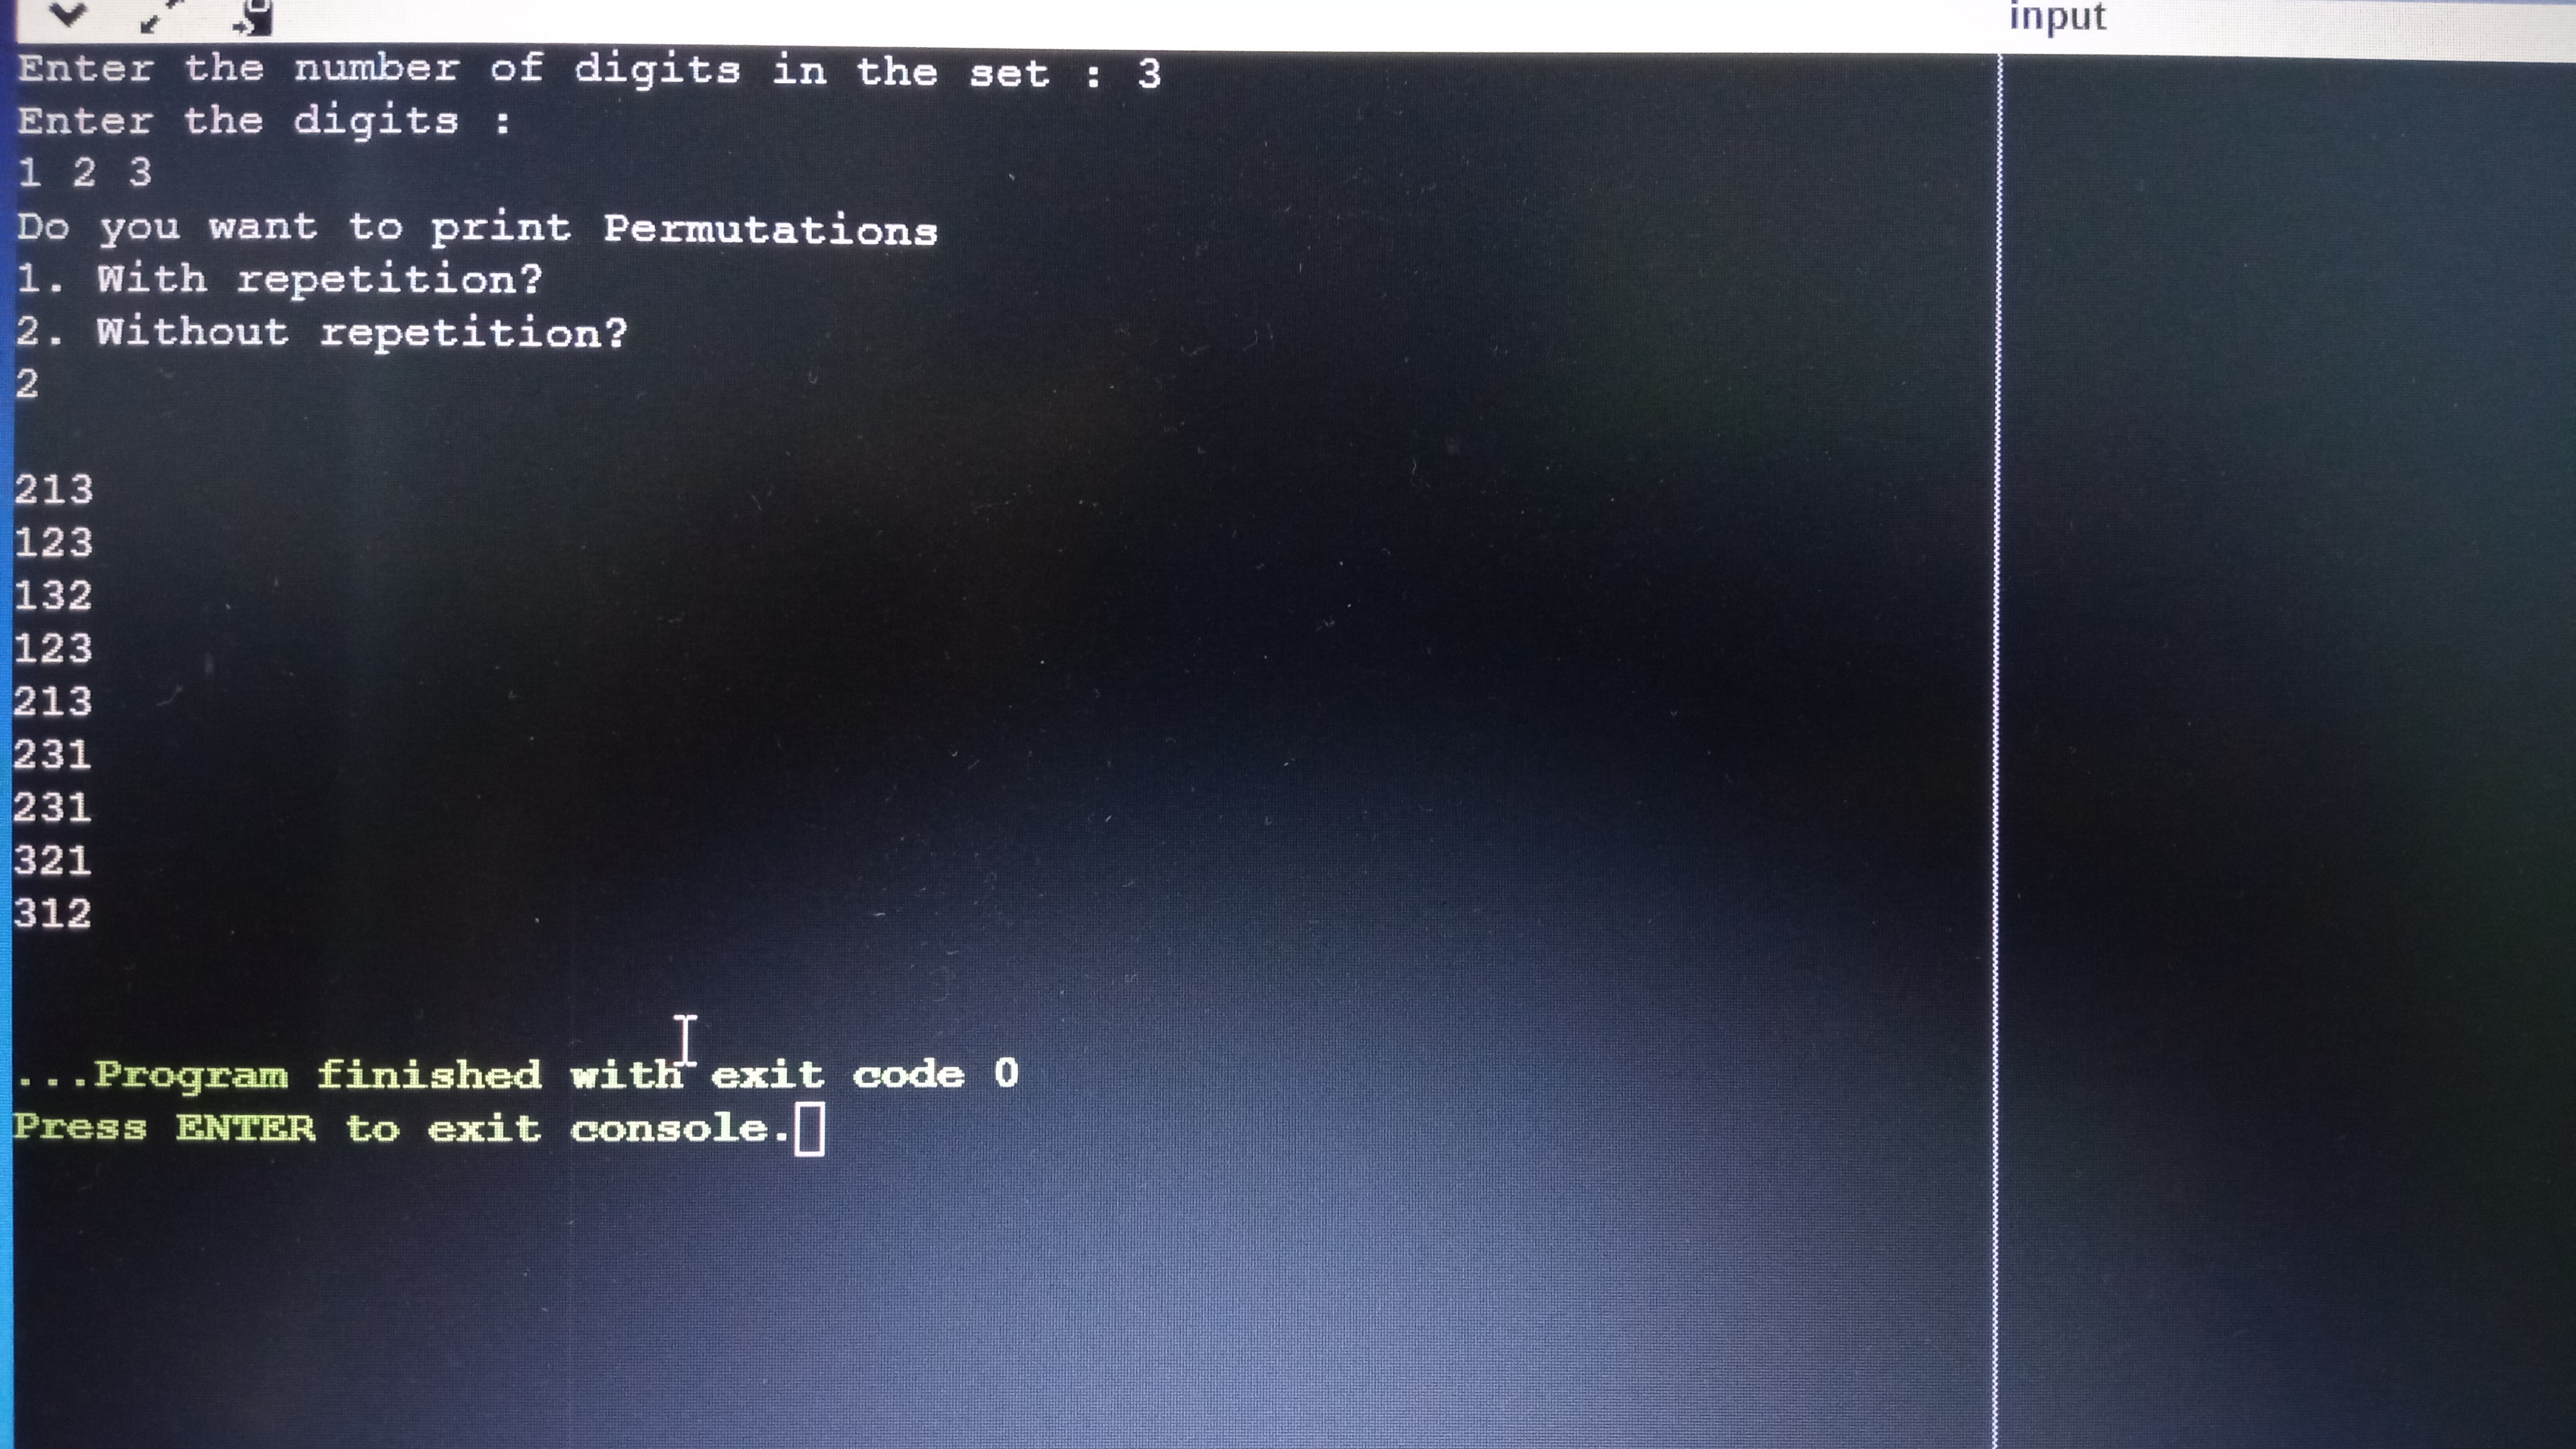 input
Enter the number of digits in the set : 3
Enter the digits :
1 2 3
Do you want to print Permutations
1. With repetition?
2. Without repetition?
2
213
123
132
123
213
231
231
321
312
...Program finished with exit code 0
Press ENTER to exit console.